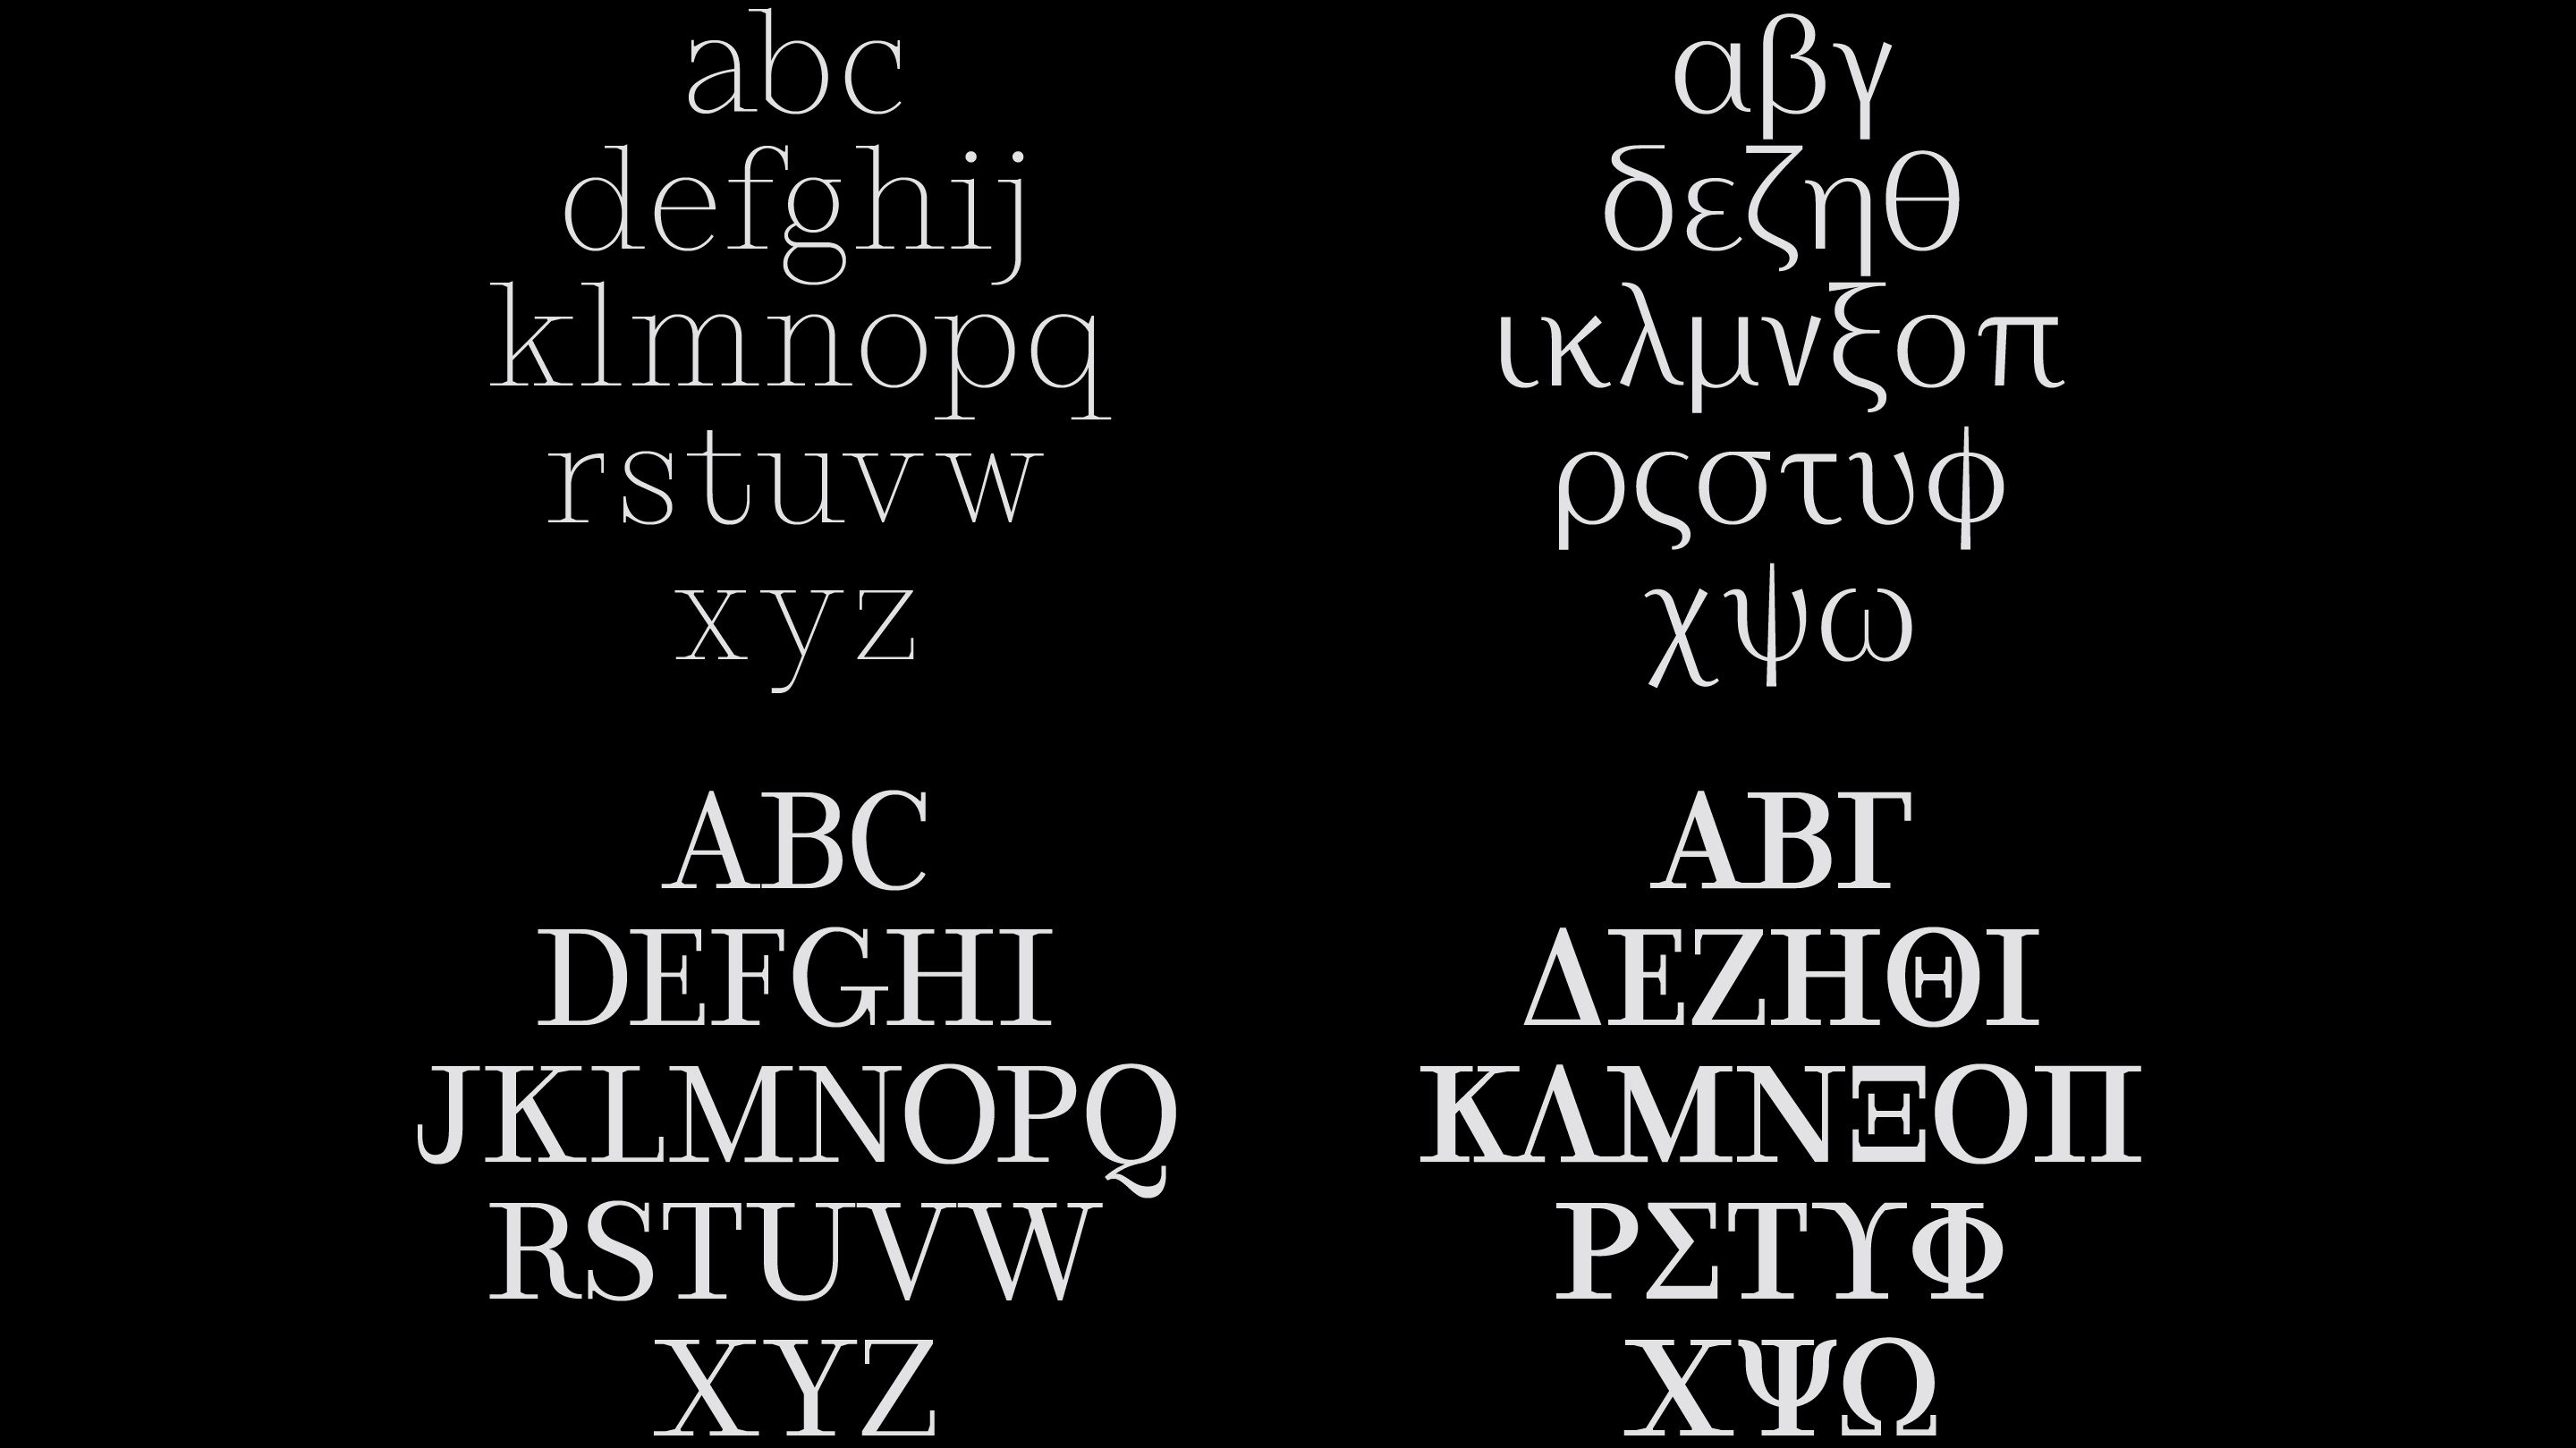 abc
defghij
klmnopq
rstuvw
xyz
αβγ
δεζηθ
ικλμνξοπ
ρςστυφ
χψω
ABC
DEFGHI
JKLMNOPQ
RSTUVW
XYZ
ΑΒΓ
ΔΕΖΗΘΙ
ΚΛΜΝΞΟΠ
ΡΣΤΥΦ
ΧΨΩ